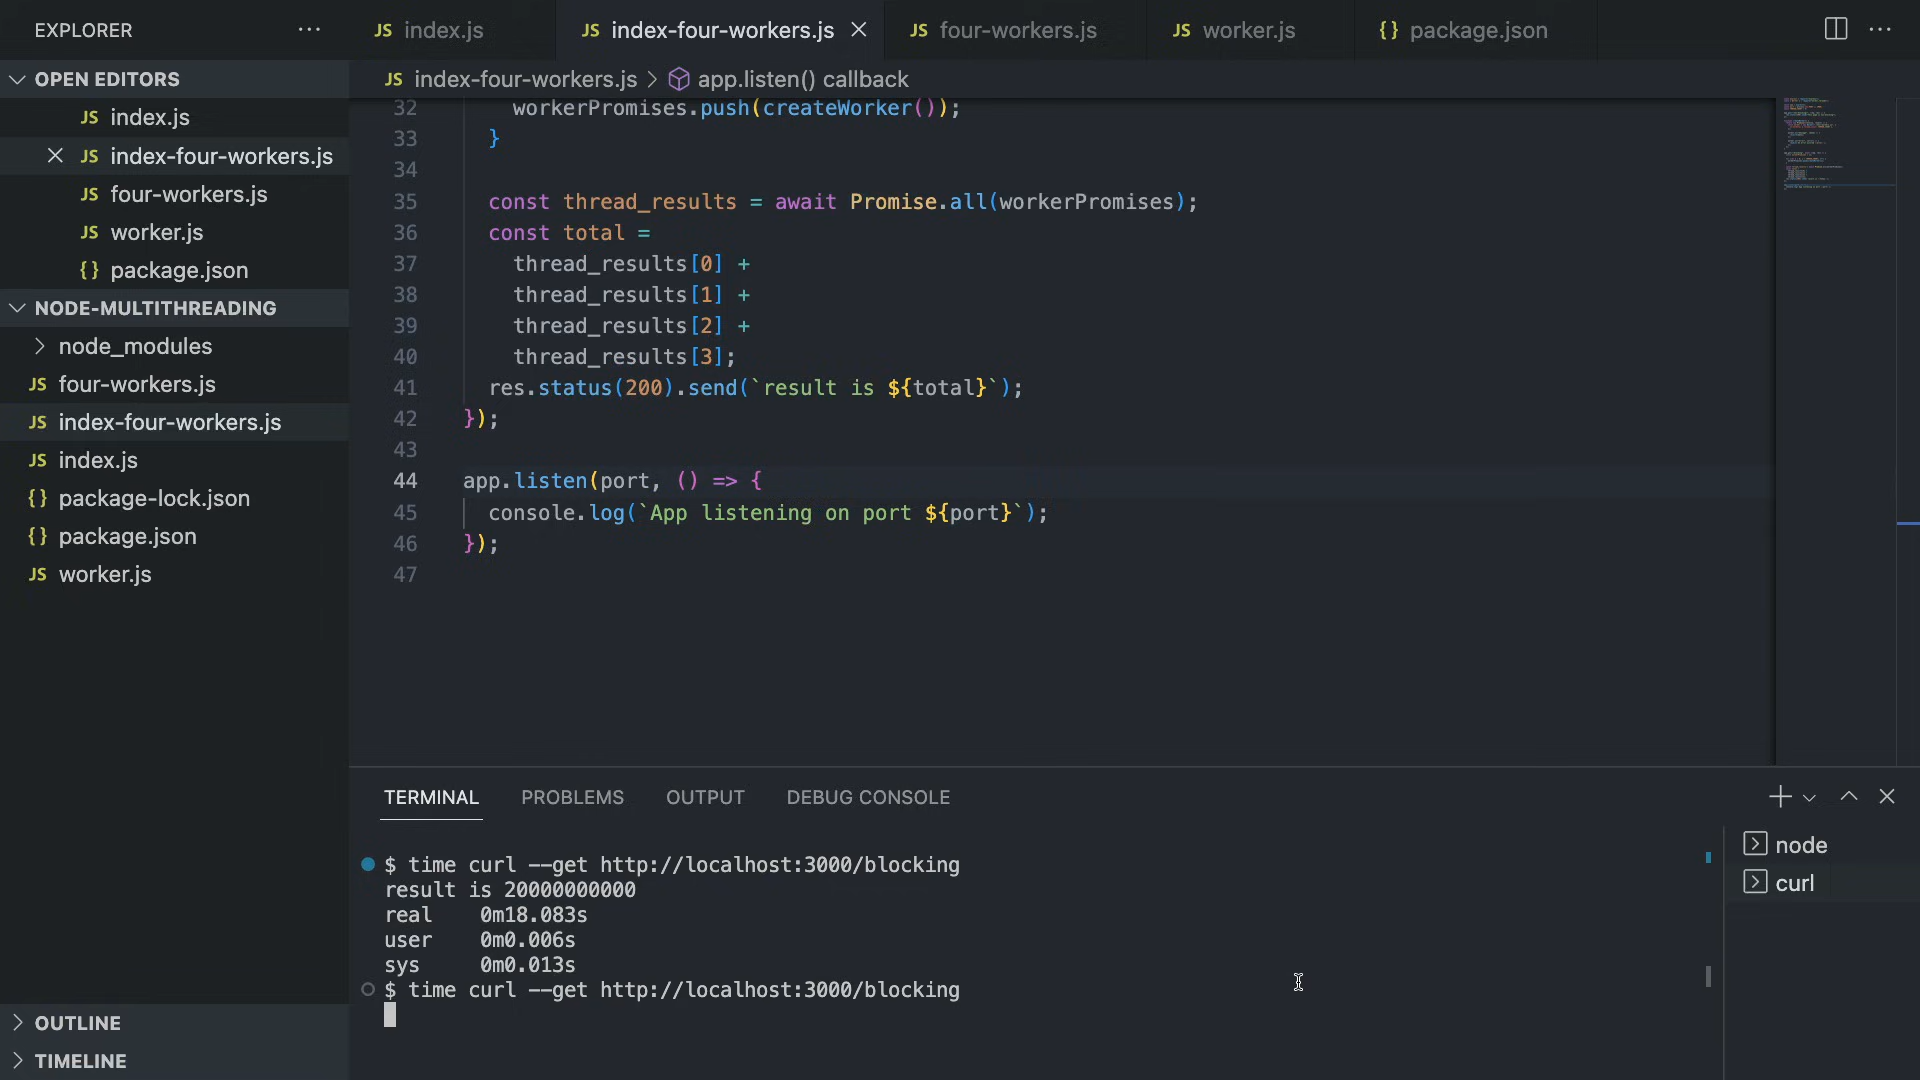 EXPLORER
OPEN EDITORS
JS index.js
JS index-four-workers.js
JS four-workers.js
JS worker.js
{} package.json
NODE-MULTITHREADING
node_modules
JS four-workers.js
JS index-four-workers.js
JS index.js
{} package-lock.json
{} package.json
JS worker.js
OUTLINE
TIMELINE
JS index.js JS index-four-workers.js JS four-workers.js JS worker.js {} package.json
JS index-four-workers.js > app.listen() callback
32 workerPromises.push(createWorker());
33 }
34
35 const thread_results = await Promise.all(workerPromises);
36 const total =
37 thread_results[0] +
38 thread_results[1] +
39 thread_results[2] +
40 thread_results[3];
41 res.status(200).send(`result is ${total}`);
42 });
43
44 app.listen(port, () => {
45 console.log(`App listening on port ${port}`);
46 });
47
TERMINAL PROBLEMS OUTPUT DEBUG CONSOLE
$ time curl --get http://localhost:3000/blocking
result is 20000000000
real 0m18.083s
user 0m0.006s
sys 0m0.013s
$ time curl --get http://localhost:3000/blocking
node
curl